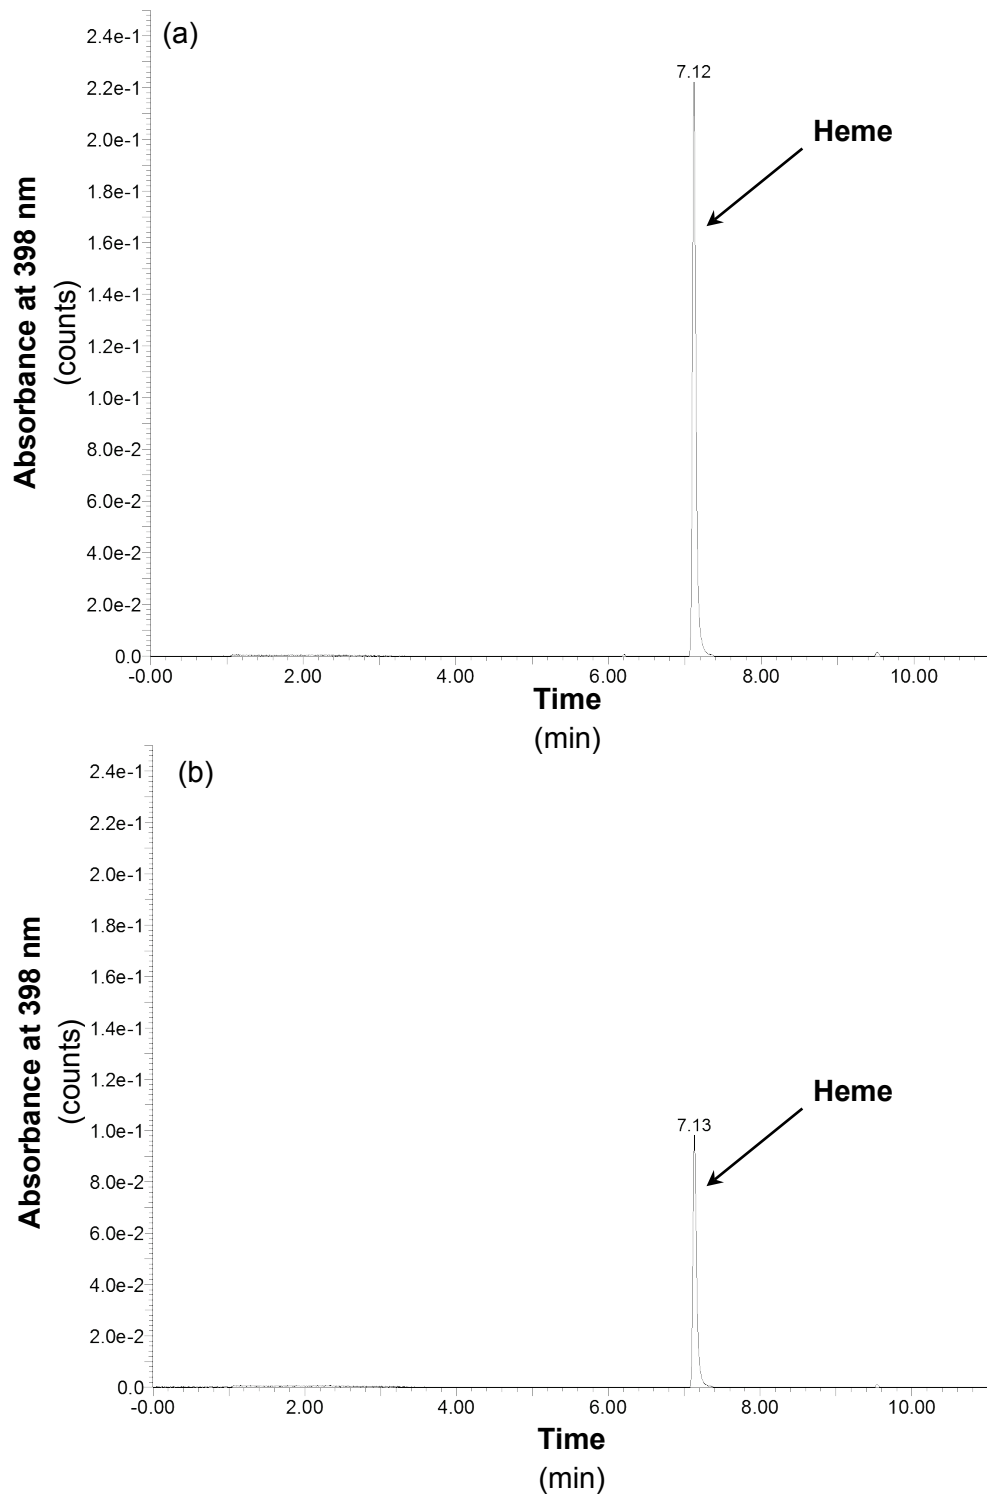 (a)
2.4e-1
2.2e-1
2.0e-1
1.8e-1
1.6e-1
1.4e-1
1.2e-1
1.0e-1
8.0e-2
6.0e-2
4.0e-2
2.0e-2
0.0
Absorbance at 398 nm
(counts)
7.12
Heme
-0.00 2.00 4.00 6.00 8.00 10.00
Time
(min)
(b)
2.4e-1
2.2e-1
2.0e-1
1.8e-1
1.6e-1
1.4e-1
1.2e-1
1.0e-1
8.0e-2
6.0e-2
4.0e-2
2.0e-2
0.0
Absorbance at 398 nm
(counts)
7.13
Heme
-0.00 2.00 4.00 6.00 8.00 10.00
Time
(min)